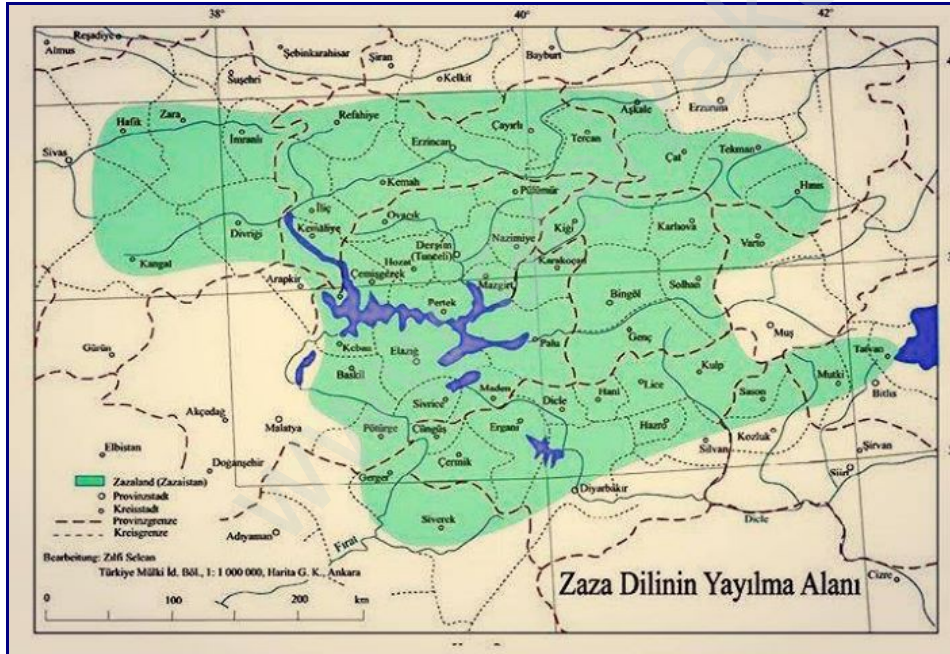 38° 40° 42°
Reşadiye
Almus
Şebinkarahisar
Şiran
Bayburt
Suşehri
Kelkit
Aşkale
Erzurum
Hafik
Zara
Refahiye
İmranlı
Çayırlı
Tercan
Erzincan
Çat
Tekman
Sivas
Kemah
Pülümür
Hınıs
İliç
Ovacık
Kemaliye
Divriği
Nazimiye
Kiği
Karlıova
Varto
Dersim
(Tunceli)
Hozat
Karakoçan
Kangal
Çemişgezek
Mazgirt
Arapkir
Solhan
Bingöl
Pertek
Muş
Genç
Palu
Gürün
Keban
Elazığ
Tatvan
Baskil
Kulp
Mutki
Maden
Lice
Hani
Bitlis
Sivrice
Dicle
Sason
Akçadağ
Malatya
Pötürge
Çüngüş
Ergani
Hazro
Silvan
Kozluk
Şirvan
Elbistan
Doğanşehir
Çermik
Gerger
Siirt
Diyarbâkır
Siverek
Dicle
Adıyaman
Fırat
Cizre
Zazaland (Zazaistan)
Provinzstadt
Kreisstadt
Provinzgrenze
Kreisgrenze
Bearbeitung: Zılfi Selcan
Türkiye Mülki Id. Böl., 1: 1 000 000, Harita G. K., Ankara
0 100 200 km
Zaza Dilinin Yayılma Alanı